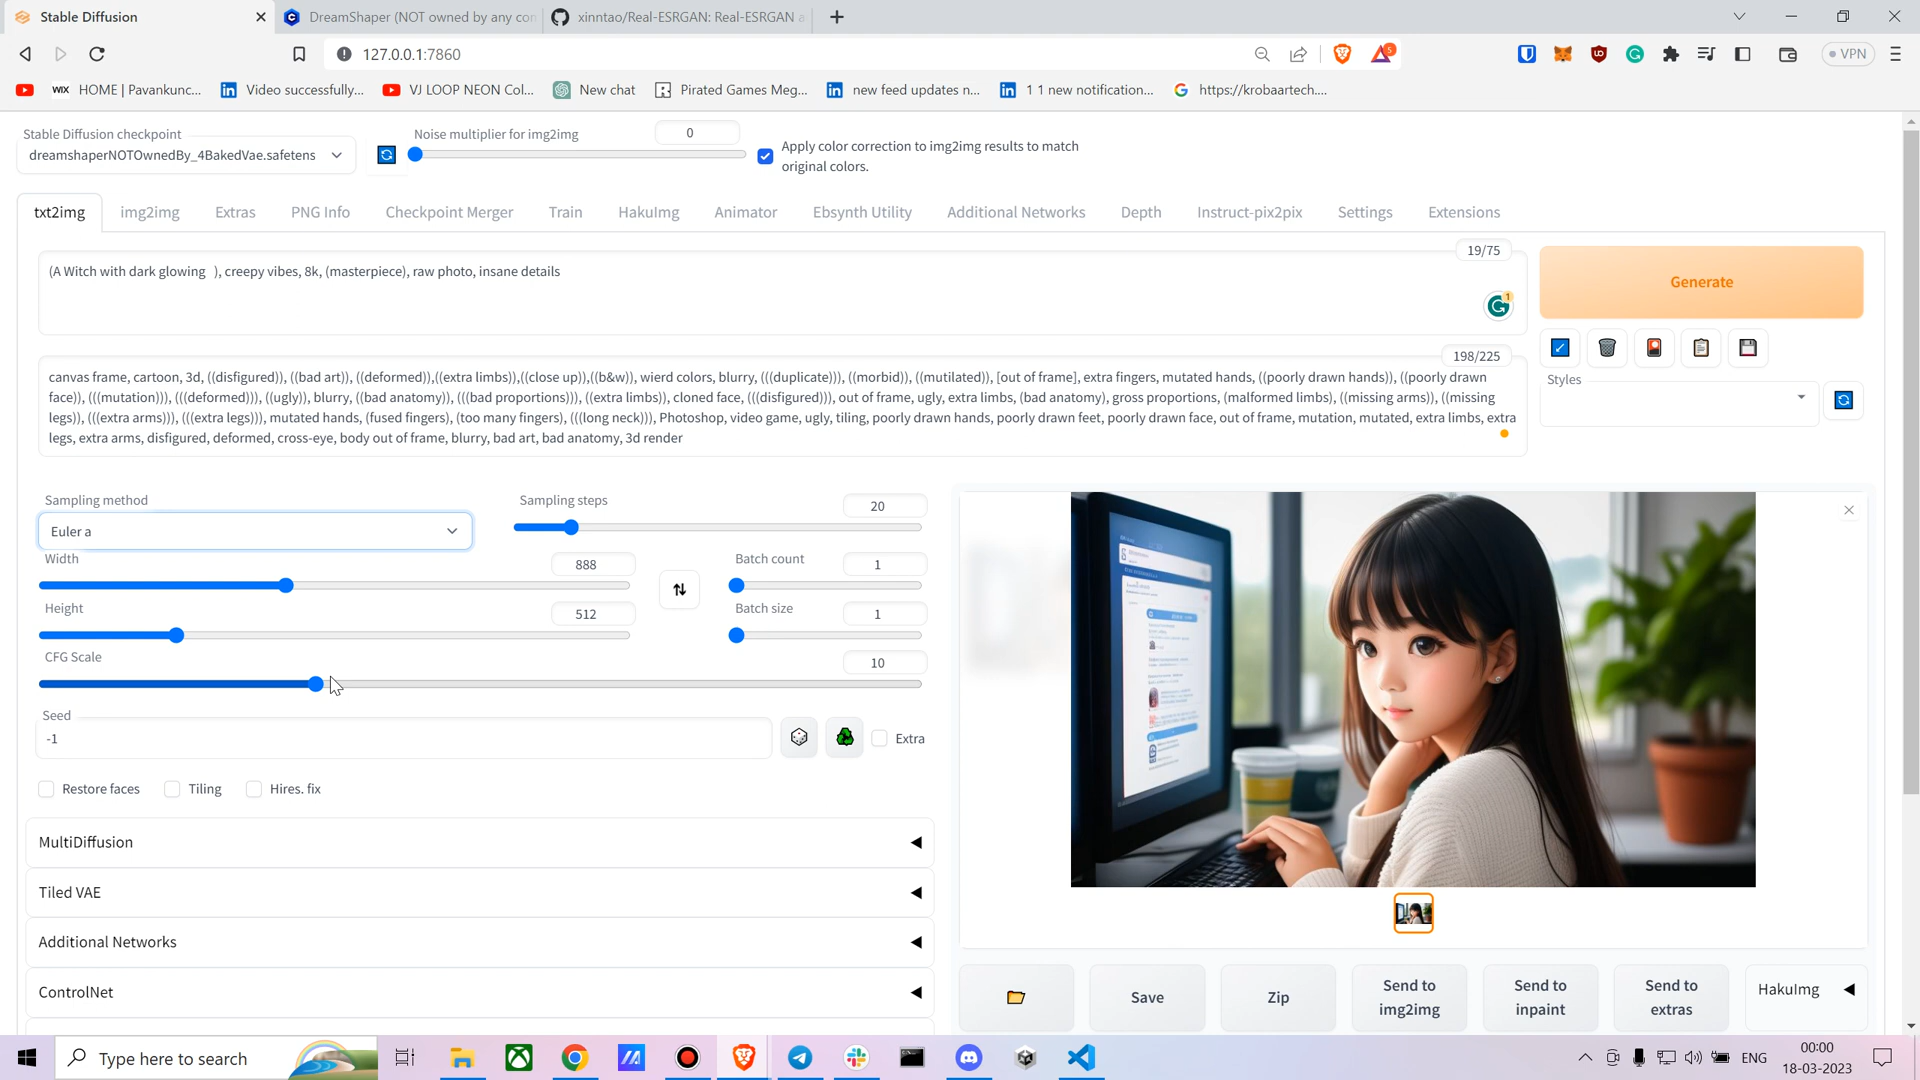 Stable Diffusion
DreamShaper (NOT owned by any con
xinntao/Real-ESRGAN: Real-ESRGAN a
127.0.0.1:7860
5
VPN
WIX HOME | Pavankunc...
Video successfully...
VJ LOOP NEON Col...
New chat
Pirated Games Meg...
new feed updates n...
1 1 new notification...
https://krobaartech....
Stable Diffusion checkpoint
dreamshaperNOTOwnedBy_4BakedVae.safetens
Noise multiplier for img2img
0
Apply color correction to img2img results to match
original colors.
txt2img
img2img
Extras
PNG Info
Checkpoint Merger
Train
HakuImg
Animator
Ebsynth Utility
Additional Networks
Depth
Instruct-pix2pix
Settings
Extensions
19/75
(A Witch with dark glowing ), creepy vibes, 8k, (masterpiece), raw photo, insane details
1
Generate
198/225
canvas frame, cartoon, 3d, ((disfigured)), ((bad art)), ((deformed)),((extra limbs)),((close up)),((b&w)), wierd colors, blurry, (((duplicate))), ((morbid)), ((mutilated)), [out of frame], extra fingers, mutated hands, ((poorly drawn hands)), ((poorly drawn
face)), (((mutation))), (((deformed))), ((ugly)), blurry, ((bad anatomy)), (((bad proportions))), ((extra limbs)), cloned face, (((disfigured))), out of frame, ugly, extra limbs, (bad anatomy), gross proportions, (malformed limbs), ((missing arms)), ((missing
legs)), (((extra arms))), (((extra legs))), mutated hands, (fused fingers), (too many fingers), (((long neck))), Photoshop, video game, ugly, tiling, poorly drawn hands, poorly drawn feet, poorly drawn face, out of frame, mutation, mutated, extra limbs, extra
legs, extra arms, disfigured, deformed, cross-eye, body out of frame, blurry, bad art, bad anatomy, 3d render
Styles
Sampling method
Euler a
Sampling steps
20
Width
888
Batch count
1
Height
512
Batch size
1
CFG Scale
10
Seed
-1
Extra
Restore faces
Tiling
Hires. fix
MultiDiffusion
Tiled VAE
Additional Networks
ControlNet
Save
Zip
Send to
img2img
Send to
inpaint
Send to
extras
HakuImg
Type here to search
ENG
00:00
18-03-2023